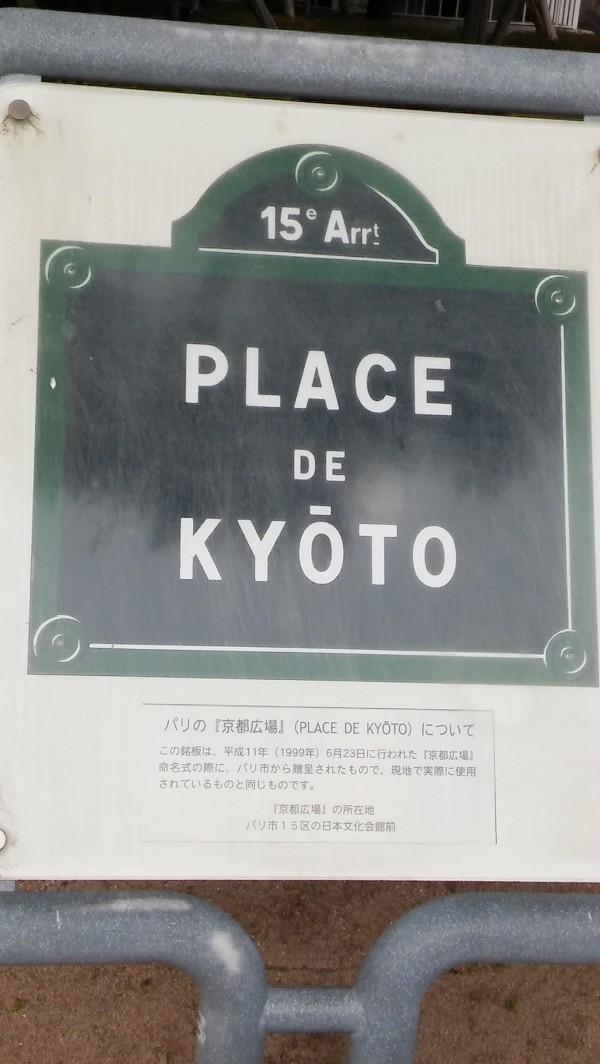 15e Arrt
PLACE
DE
KYŌTO
パリの『京都広場』（PLACE DE KYŌTO）について
この銘板は、平成11年（1999年）6月23日に行われた『京都広場』
命名式の際に、パリ市から贈呈されたもので、現地で実際に使用
されているものと同じものです。
『京都広場』の所在地
パリ市１５区の日本文化会館前